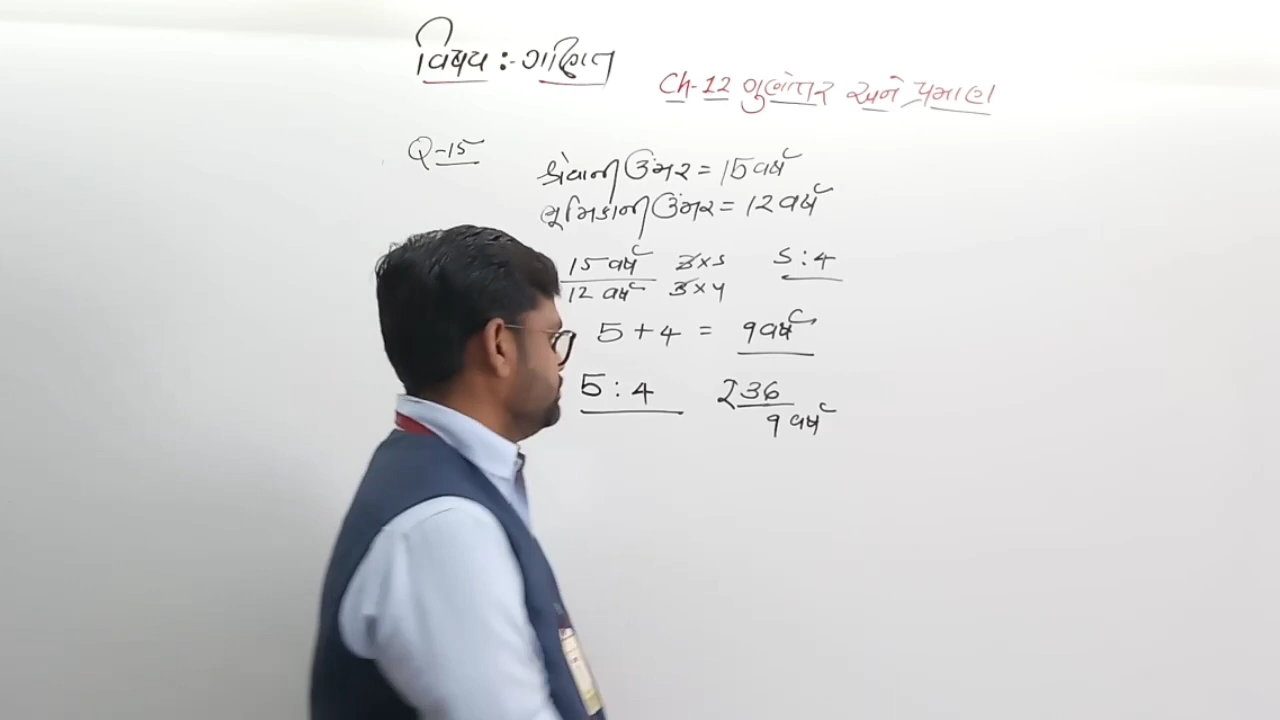 વિષય :- ગણિત
Ch-12 ગુણોત્તર અને પ્રમાણ
Q-15
શ્રેયાની ઉંમર = 15 વર્ષ
ભૂમિકાની ઉંમર = 12 વર્ષ
15 વર્ષ 3×5 5:4
12 વર્ષ 3×4
5+4 = 9 વર્ષ
5:4 ₹36
9 વર્ષ